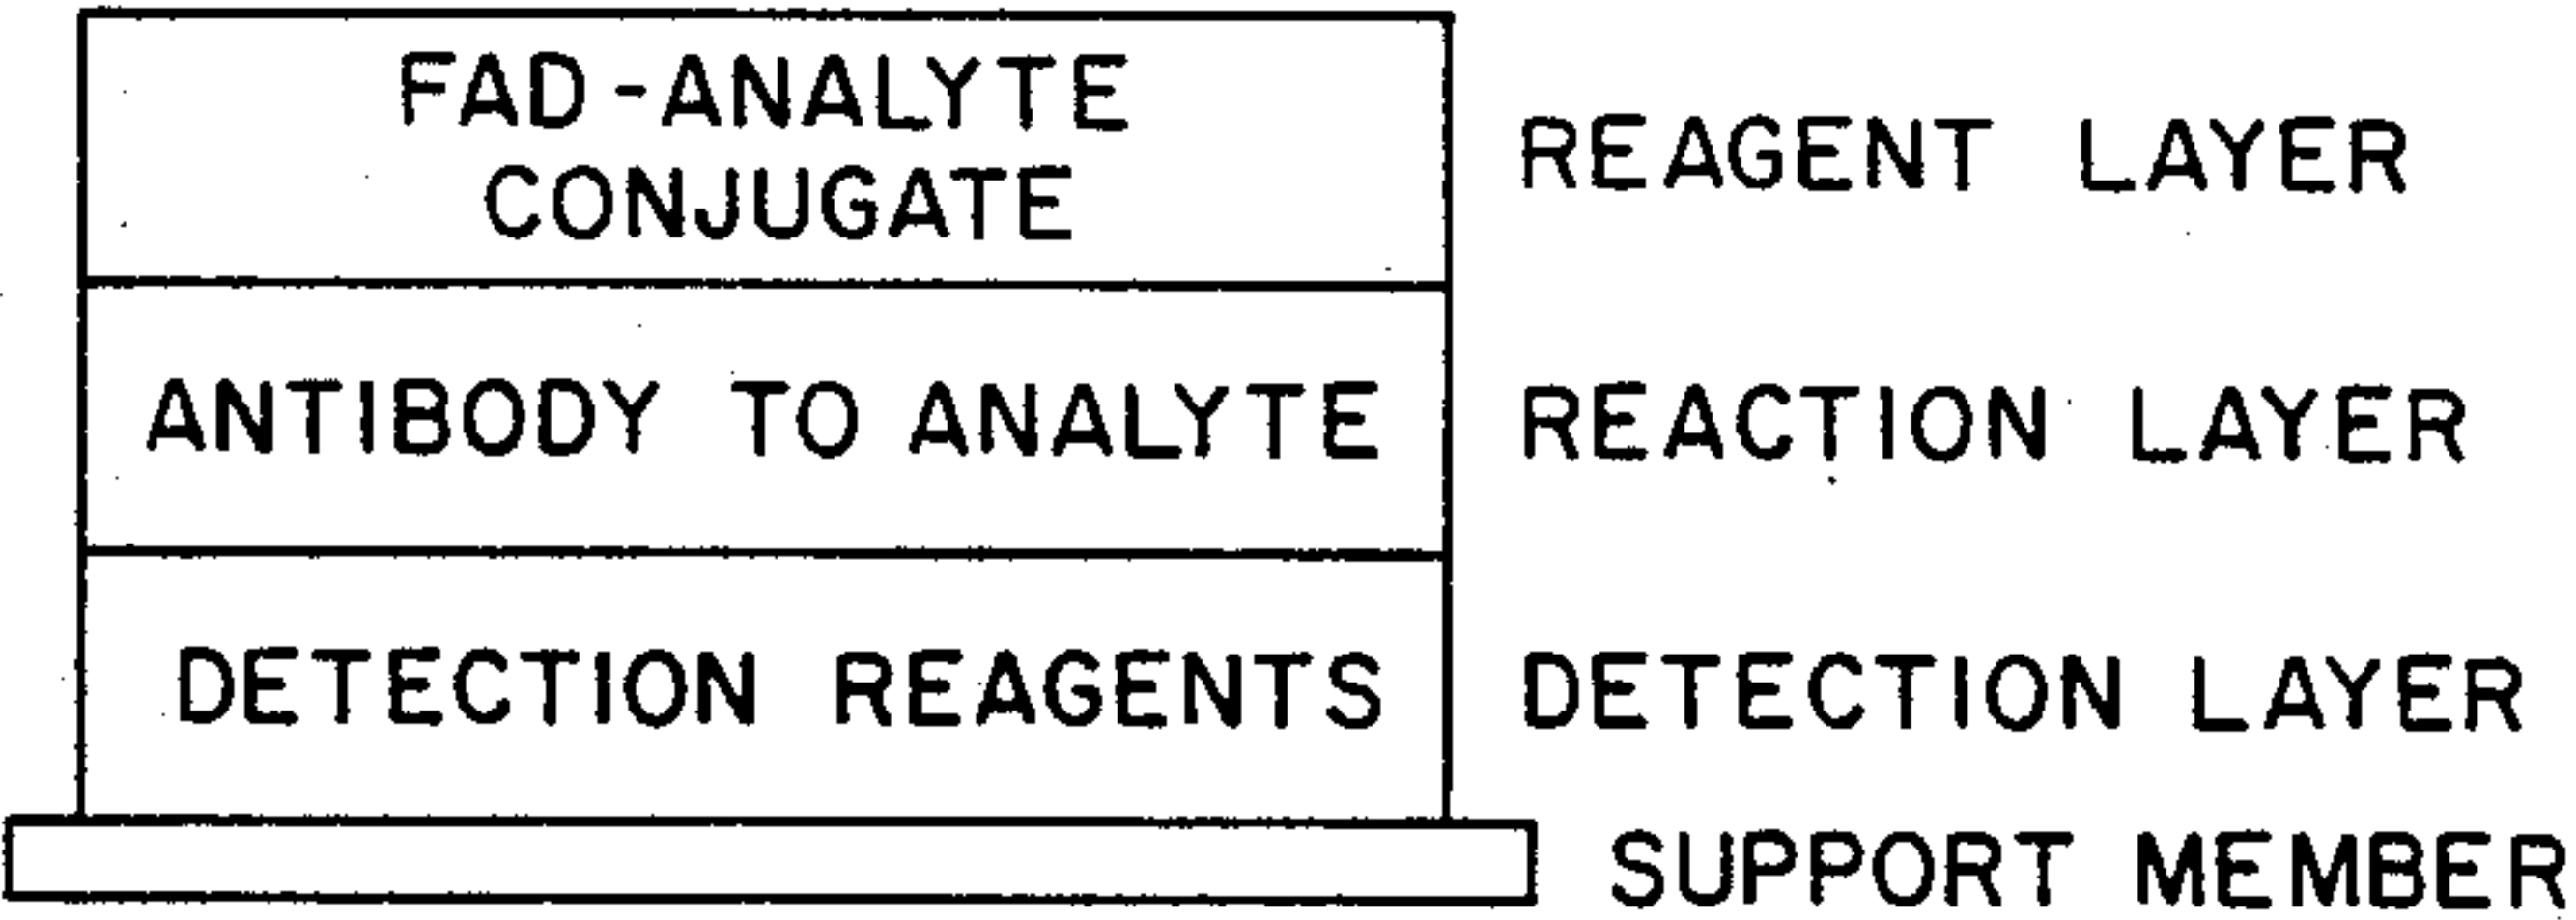 FAD-ANALYTE
CONJUGATE
REAGENT LAYER
ANTIBODY TO ANALYTE
REACTION LAYER
DETECTION REAGENTS
DETECTION LAYER
SUPPORT MEMBER